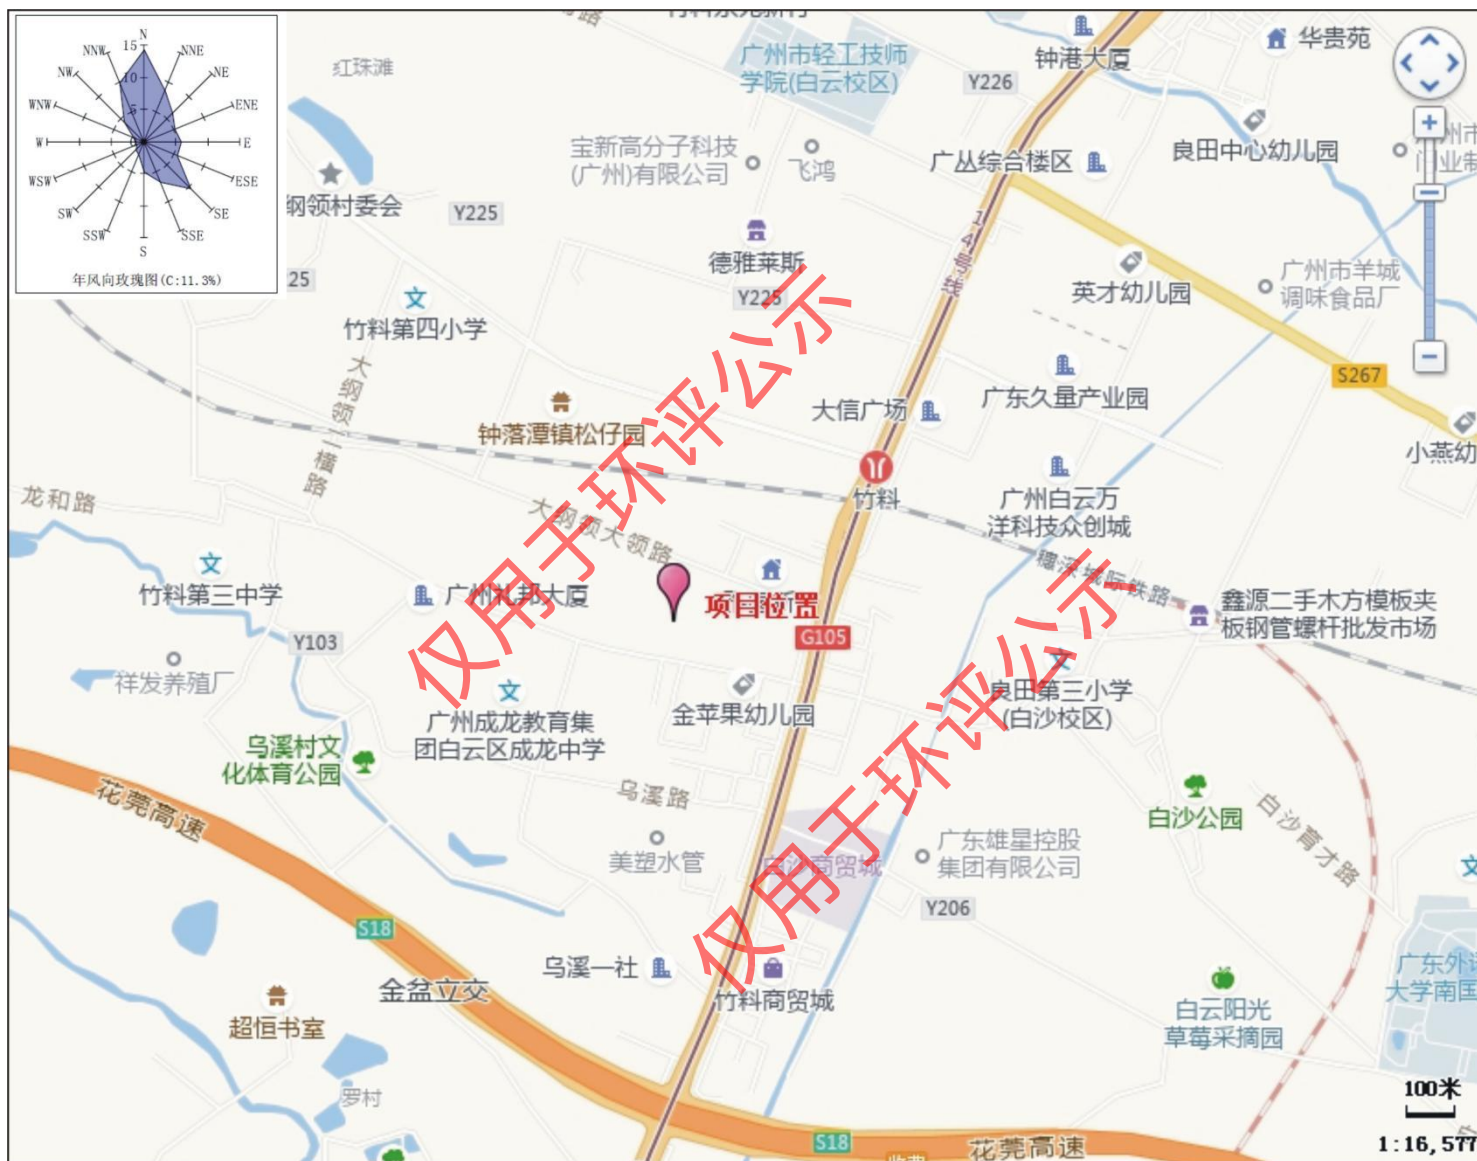 N
NNW
NNE
NW
NE
WNW
ENE
W
E
WSW
ESE
SW
SE
SSW
SSE
S
15
10
5
0
年风向玫瑰图(C:11.3%)
红珠滩
广州市轻工技师
学院(白云校区)
钟港大厦
华贵苑
Y226
宝新高分子科技
(广州)有限公司
飞鸿
广丛综合楼区
良田中心幼儿园
纲领村委会
Y225
14号线
德雅莱斯
Y225
25
英才幼儿园
广州市羊城
调味食品厂
竹料第四小学
大纲领二横路
S267
钟落潭镇松仔园
大信广场
广东久量产业园
小燕幼
龙和路
大纲领大领路
竹料
广州白云万
洋科技众创城
穗深城际铁路
竹料第三中学
广州礼邦大厦
项目位置
G105
鑫源二手木方模板夹
板钢管螺杆批发市场
Y103
祥发养殖厂
广州成龙教育集
团白云区成龙中学
金苹果幼儿园
良田第三小学
(白沙校区)
乌溪村文
化体育公园
花莞高速
乌溪路
美塑水管
白沙商贸城
广东雄星控股
集团有限公司
白沙公园
白沙育才路
Y206
S18
金盆立交
乌溪一社
竹料商贸城
超恒书室
白云阳光
草莓采摘园
广东外语
大学南国
罗村
S18
花莞高速
收费
100米
1:16,577
仅用于环评公示
仅用于环评公示